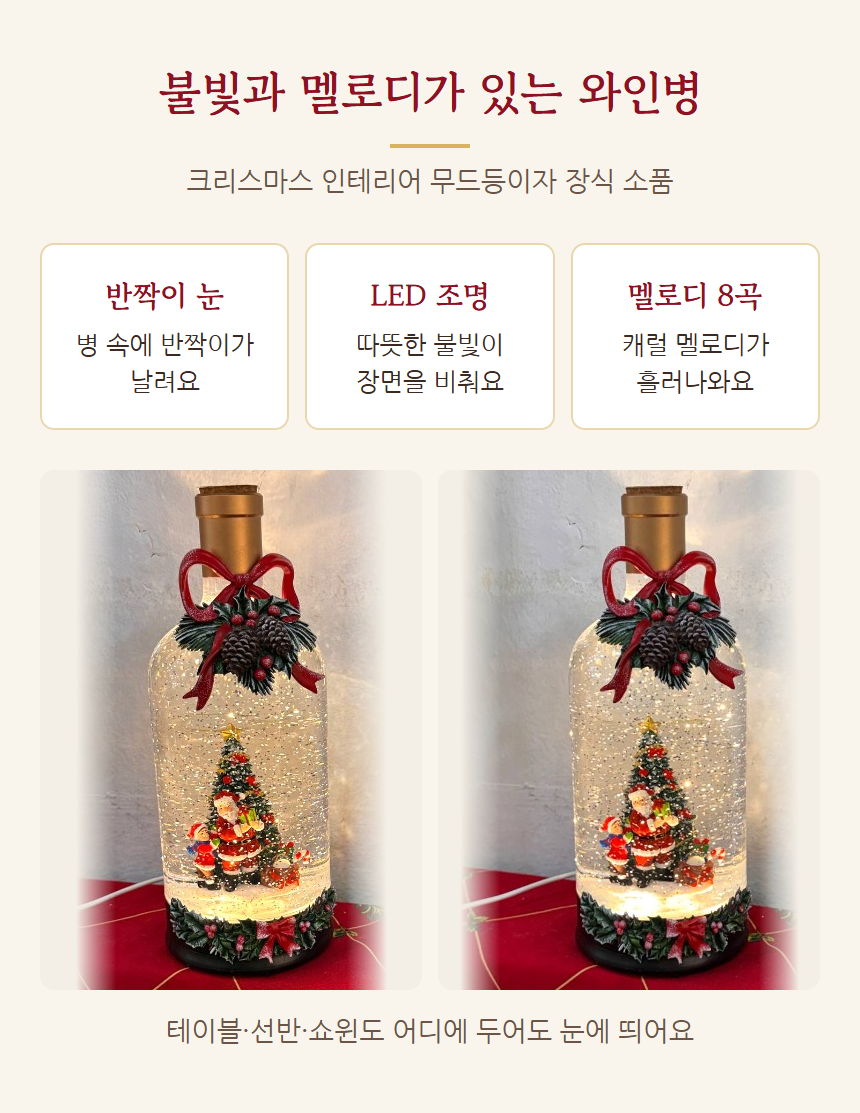 불빛과 멜로디가 있는 와인병
크리스마스 인테리어 무드등이자 장식 소품
반짝이 눈
병 속에 반짝이가
날려요
LED 조명
따뜻한 불빛이
장면을 비춰요
멜로디 8곡
캐럴 멜로디가
흘러나와요
테이블·선반·쇼윈도 어디에 두어도 눈에 띄어요